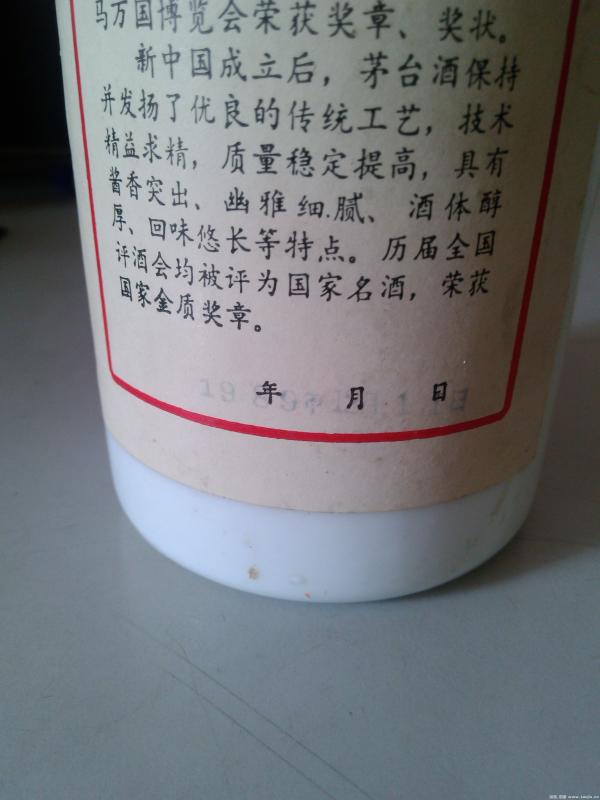 马万国博览会荣获奖章、奖状。
新中国成立后，茅台酒保持
并发扬了优良的传统工艺，技术
精益求精，质量稳定提高，具有
酱香突出、幽雅细腻、酒体醇
厚、回味悠长等特点。历届全国
评酒会均被评为国家名酒，荣获
国家金质奖章。
年 月 日